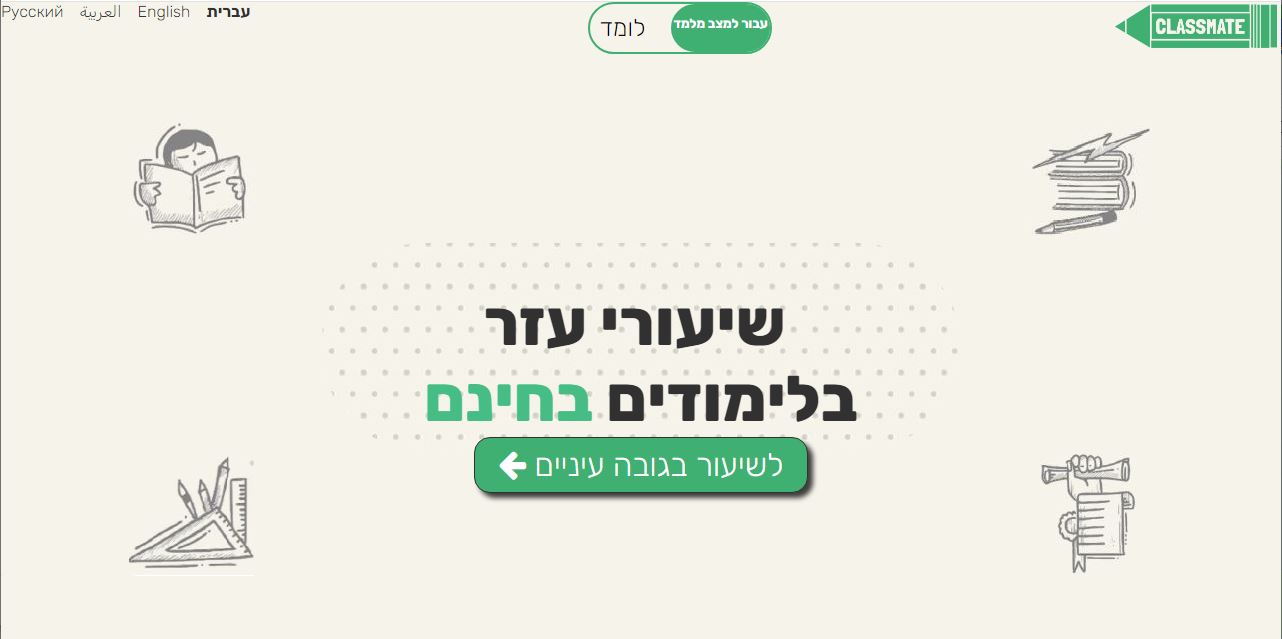 CLASSMATE
עבור למצב מלמד
לומד
עברית
English
العربية
Русский
שיעורי עזר
בלימודים בחינם
לשיעור בגובה עיניים